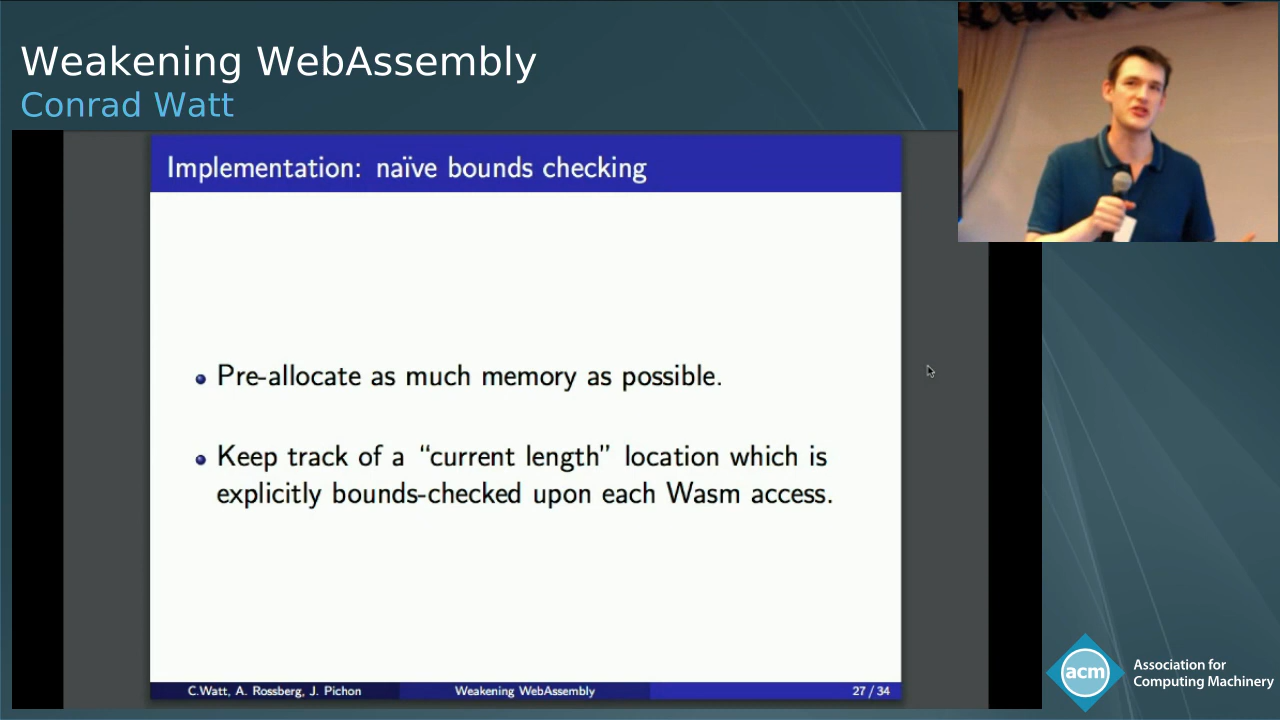 Weakening WebAssembly
Conrad Watt
Implementation: naïve bounds checking
Pre-allocate as much memory as possible.
Keep track of a “current length” location which is
explicitly bounds-checked upon each Wasm access.
C.Watt, A. Rossberg, J. Pichon
Weakening WebAssembly
27 / 34
acm
Association for
Computing Machinery